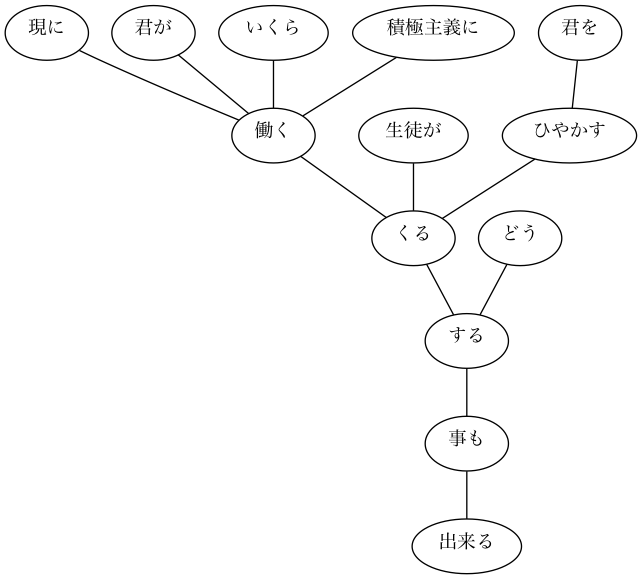 現に 君が いくら 積極主義に 君を
働く 生徒が ひやかす
くる どう
する
事も
出来る